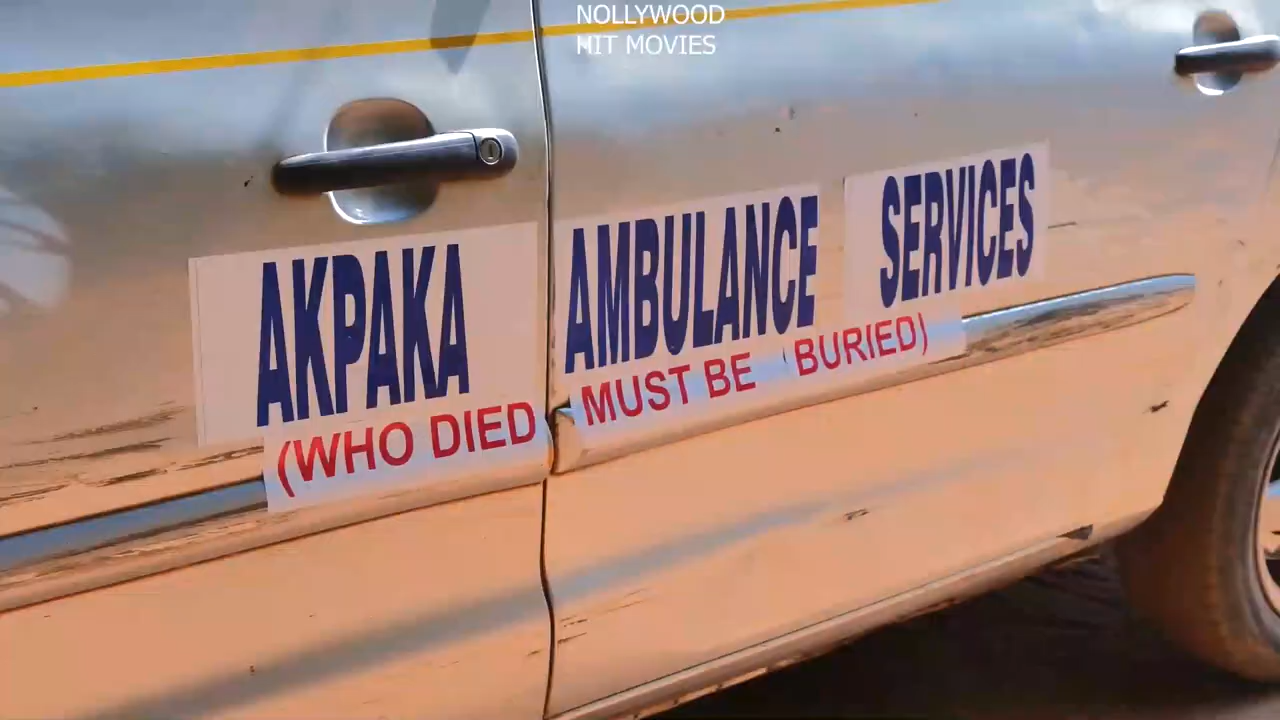 NOLLYWOOD
HIT MOVIES
AKPAKA AMBULANCE SERVICES
(WHO DIED MUST BE BURIED)